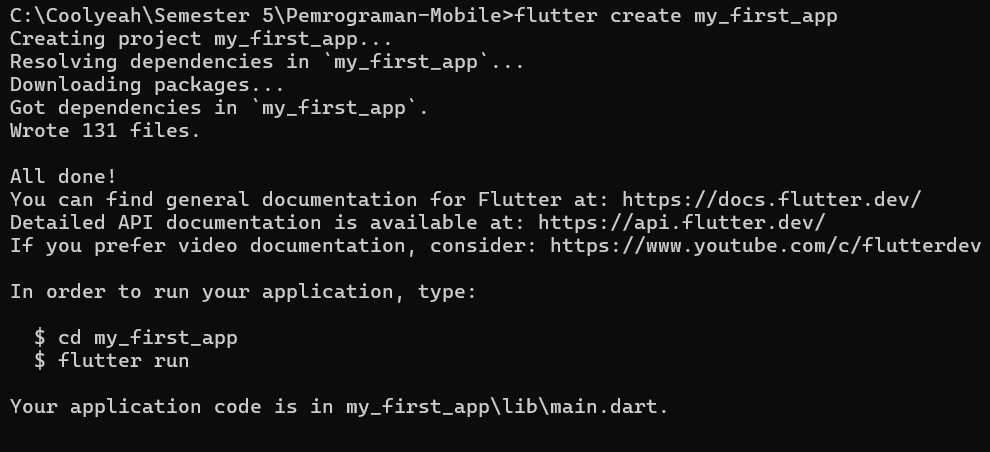 C:\Coolyeah\Semester 5\Pemrograman-Mobile>flutter create my_first_app
Creating project my_first_app...
Resolving dependencies in `my_first_app`...
Downloading packages...
Got dependencies in `my_first_app`.
Wrote 131 files.
All done!
You can find general documentation for Flutter at: https://docs.flutter.dev/
Detailed API documentation is available at: https://api.flutter.dev/
If you prefer video documentation, consider: https://www.youtube.com/c/flutterdev
In order to run your application, type:
$ cd my_first_app
$ flutter run
Your application code is in my_first_app\lib\main.dart.